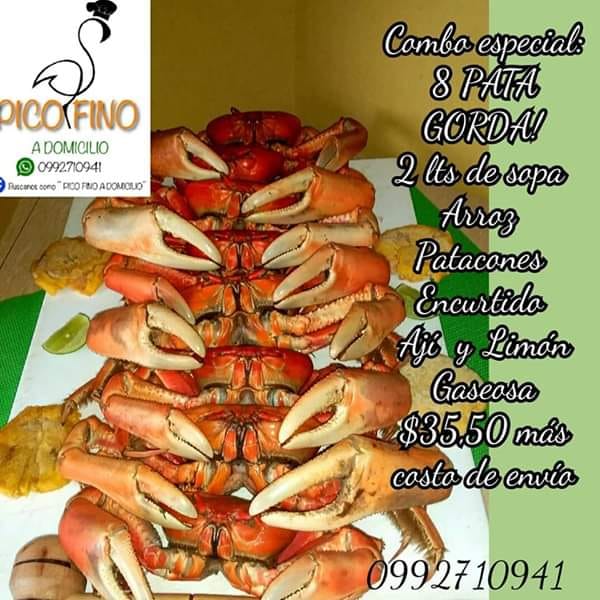 PICO FINO
A DOMICILIO
0992710941
Buscanos como " PICO FINO A DOMICILIO"
Combo especial:
8 PATA
GORDA!
2 lts de sopa
Arroz
Patacones
Encurtido
Ají y Limón
Gaseosa
$35,50 más
costo de envío
0992710941